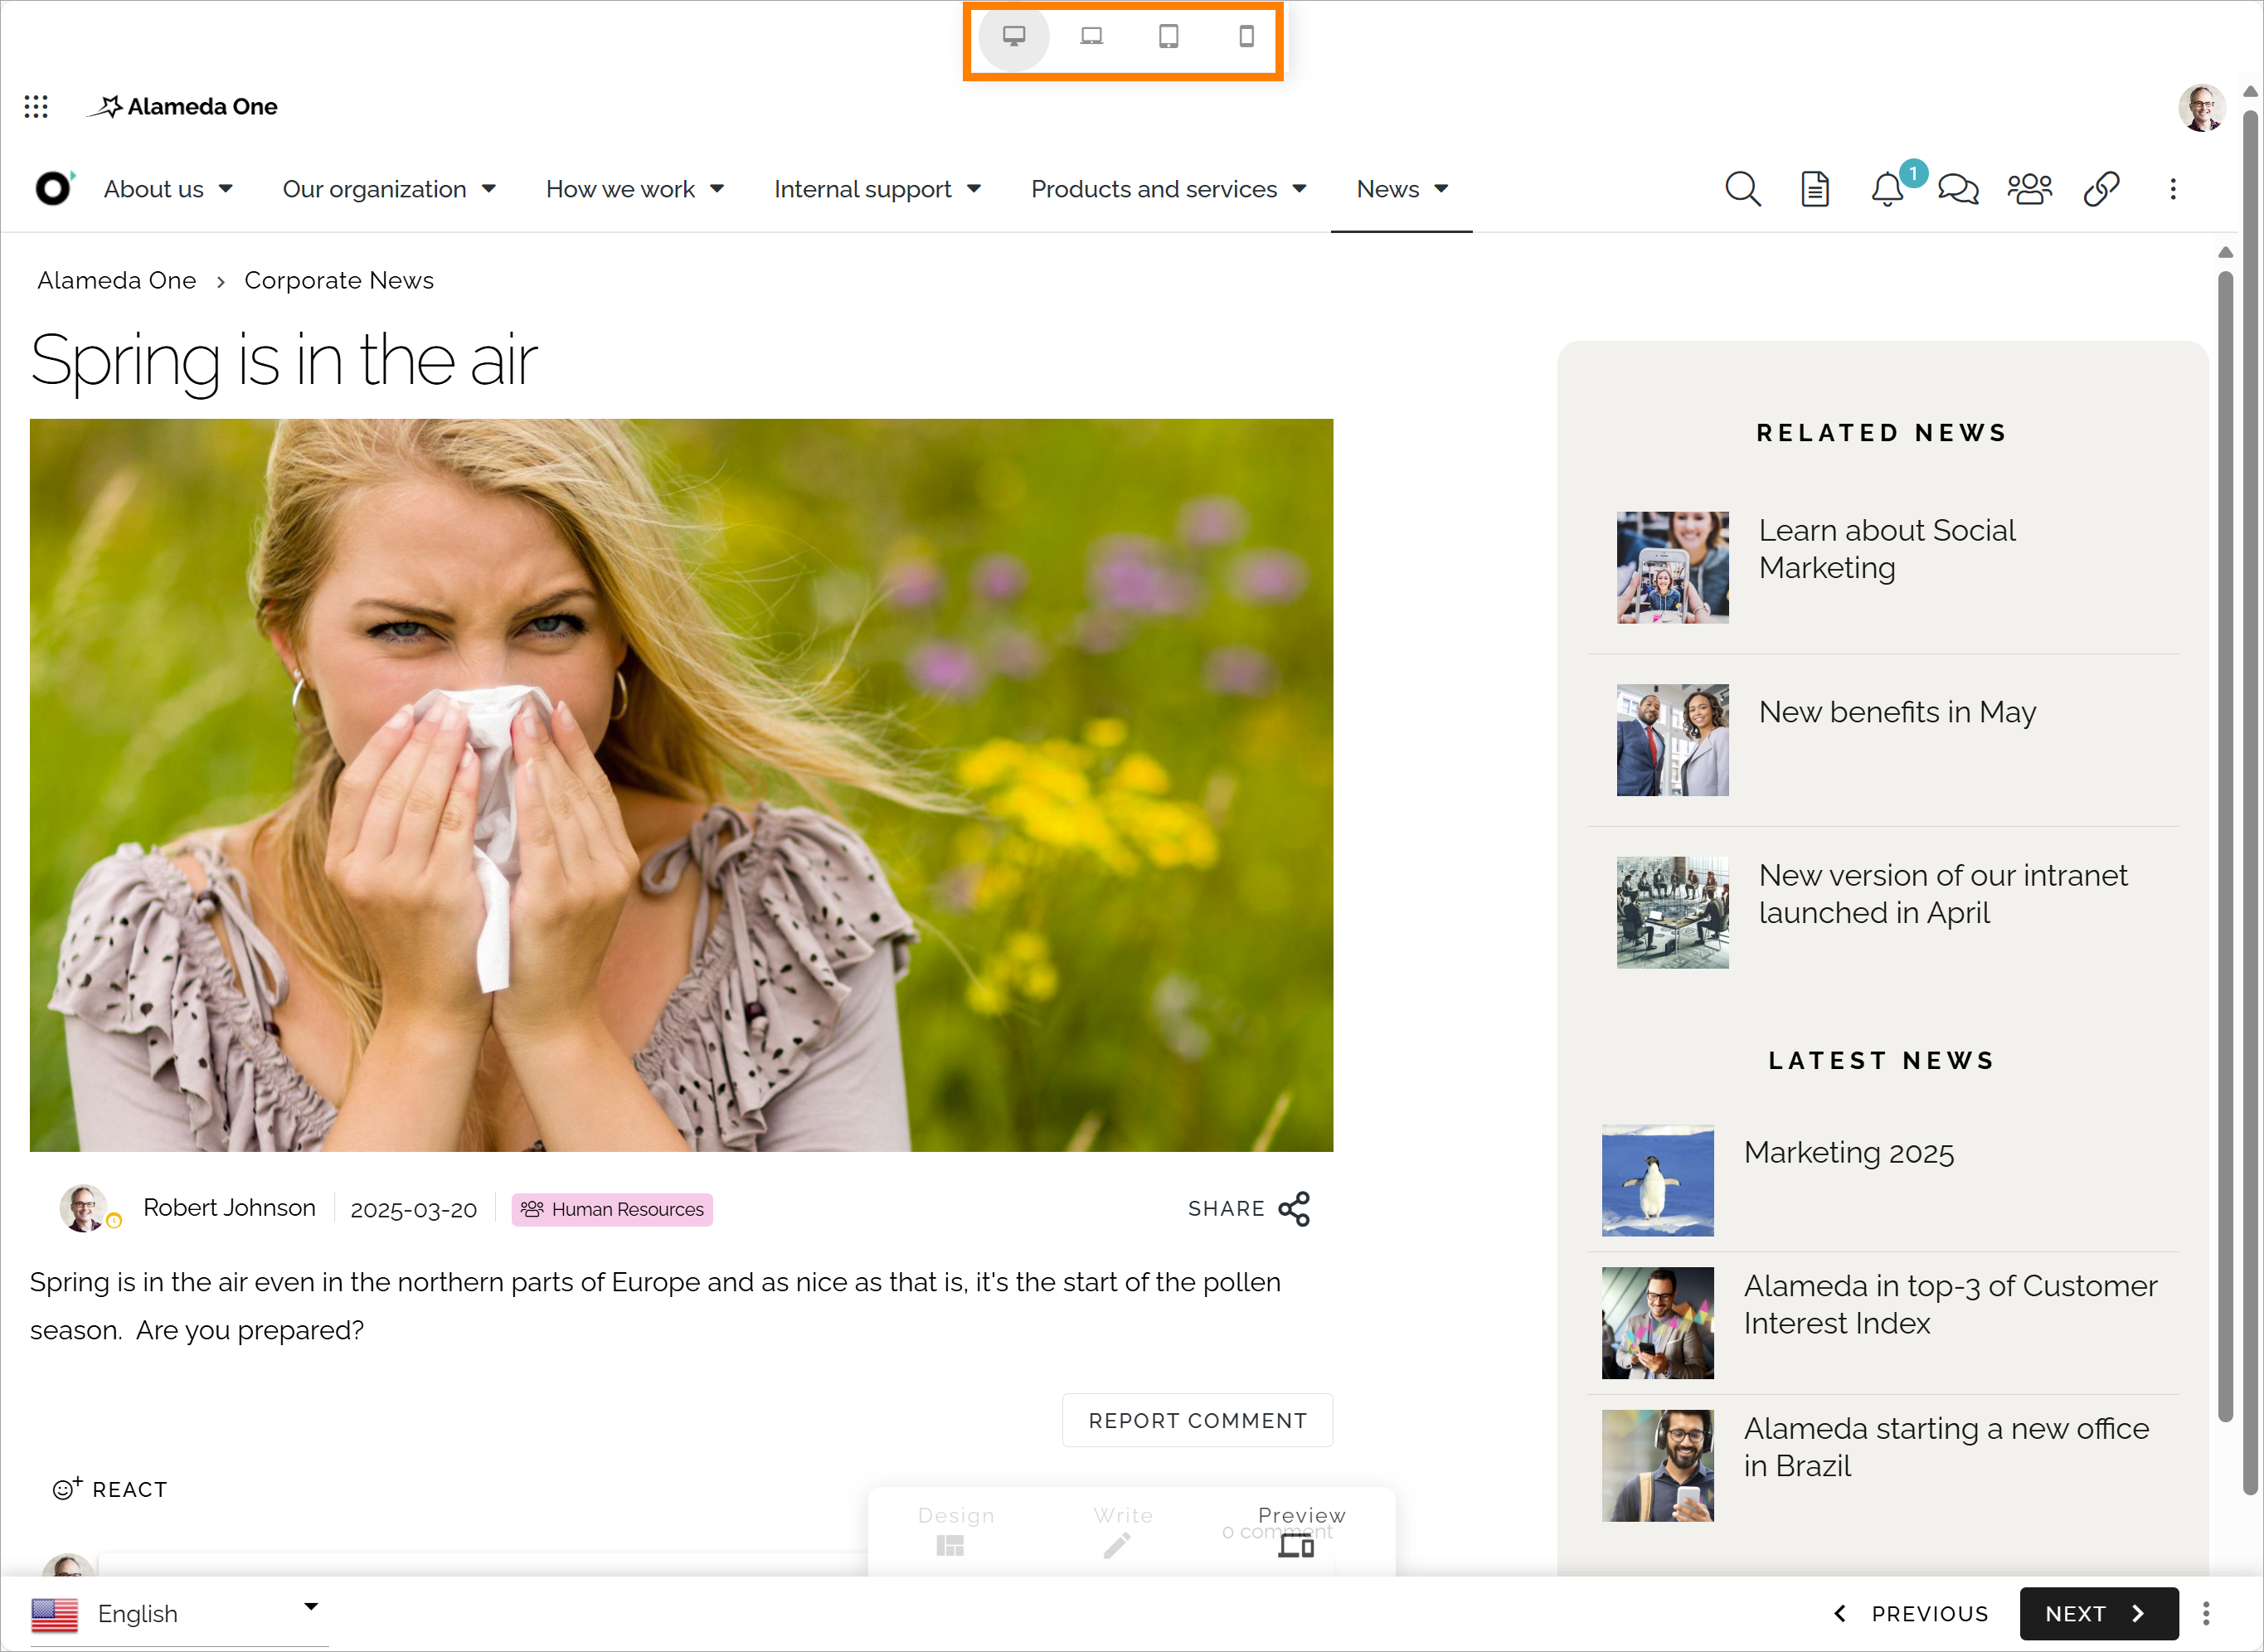 Alameda One
About us
Our organization
How we work
Internal support
Products and services
News
1
Alameda One > Corporate News
Spring is in the air
Robert Johnson
2025-03-20
Human Resources
SHARE
Spring is in the air even in the northern parts of Europe and as nice as that is, it's the start of the pollen
season.  Are you prepared?
REPORT COMMENT
REACT
0 comment
RELATED NEWS
Learn about Social
Marketing
New benefits in May
New version of our intranet
launched in April
LATEST NEWS
Marketing 2025
Alameda in top-3 of Customer
Interest Index
Alameda starting a new office
in Brazil
Design
Write
Preview
English
PREVIOUS
NEXT